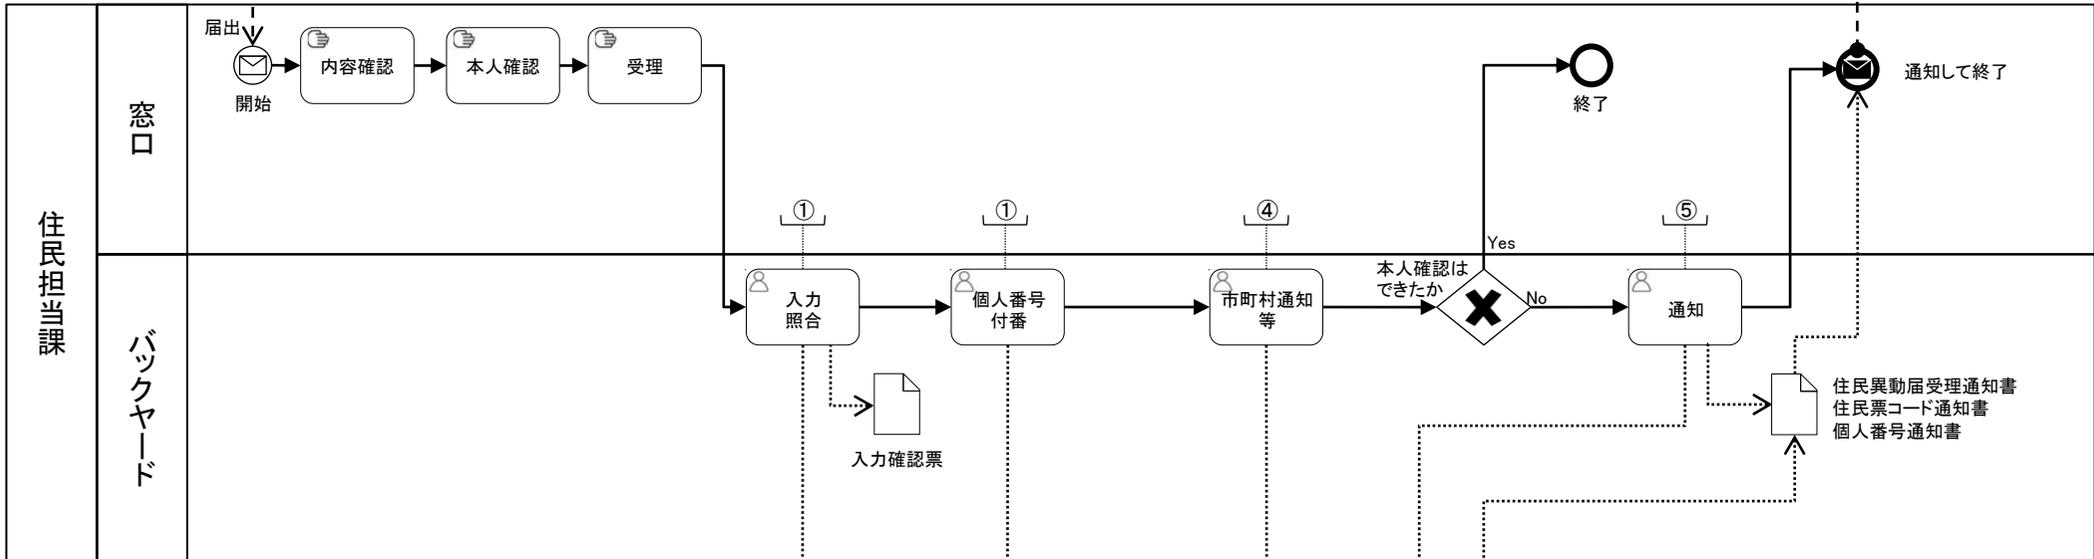 住民担当課
窓口
バックヤード
届出
開始
内容確認
本人確認
受理
終了
通知して終了
①
①
④
⑤
入力
照合
個人番号
付番
市町村通知
等
本人確認は
できたか
Yes
No
通知
入力確認票
住民異動届受理通知書
住民票コード通知書
個人番号通知書